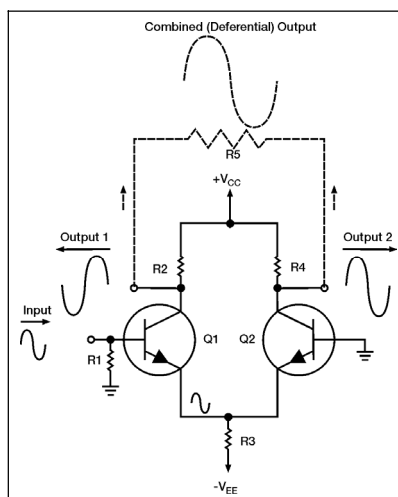 Combined (Deferential) Output
R5
+VCC
Output 1
Output 2
R2
R4
Input
Q1
Q2
R1
R3
-VEE